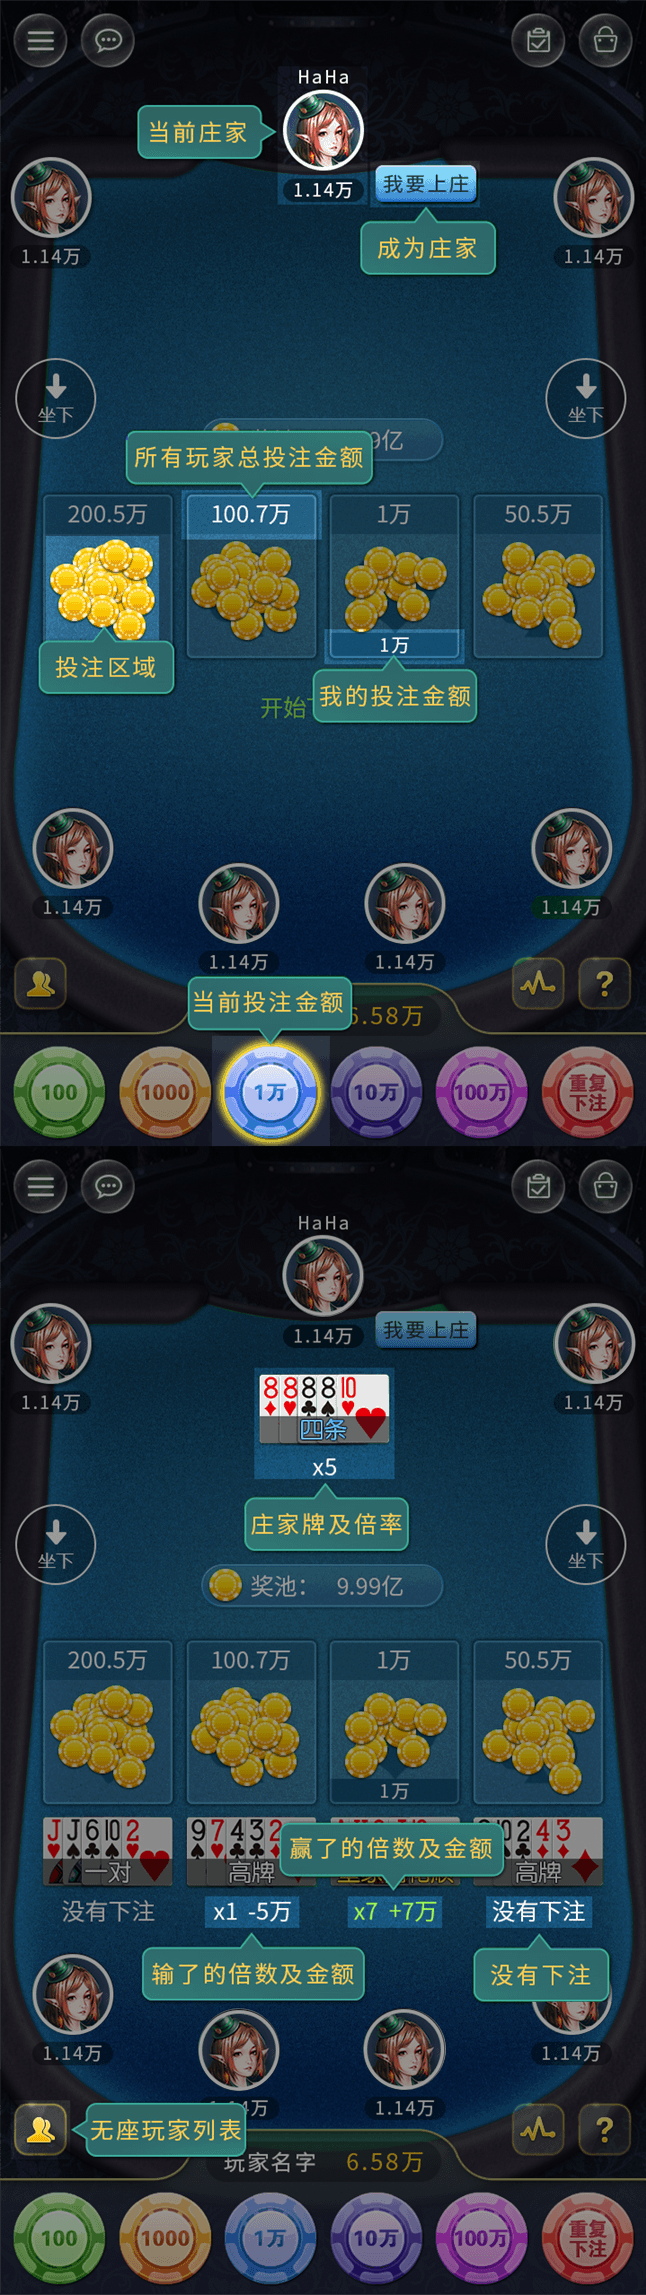 HaHa
当前庄家
1.14万
我要上庄
成为庄家
1.14万
1.14万
坐下
坐下
9亿
所有玩家总投注金额
200.5万
100.7万
1万
50.5万
1万
投注区域
我的投注金额
开始
1.14万
1.14万
1.14万
1.14万
当前投注金额
6.58万
?
100
1000
1万
10万
100万
重复
下注
HaHa
1.14万
我要上庄
1.14万
1.14万
8 8 8 8 10
四条
x5
庄家牌及倍率
坐下
坐下
奖池： 9.99亿
200.5万
100.7万
1万
50.5万
1万
J J 6 10 2
9 7 4 3 2
10 2 4 3
赢了的倍数及金额
一对
高牌
高牌
没有下注
x1 -5万
x7 +7万
没有下注
输了的倍数及金额
没有下注
1.14万
1.14万
4万
1.14万
无座玩家列表
?
玩家名字 6.58万
100
1000
1万
10万
100万
重复
下注